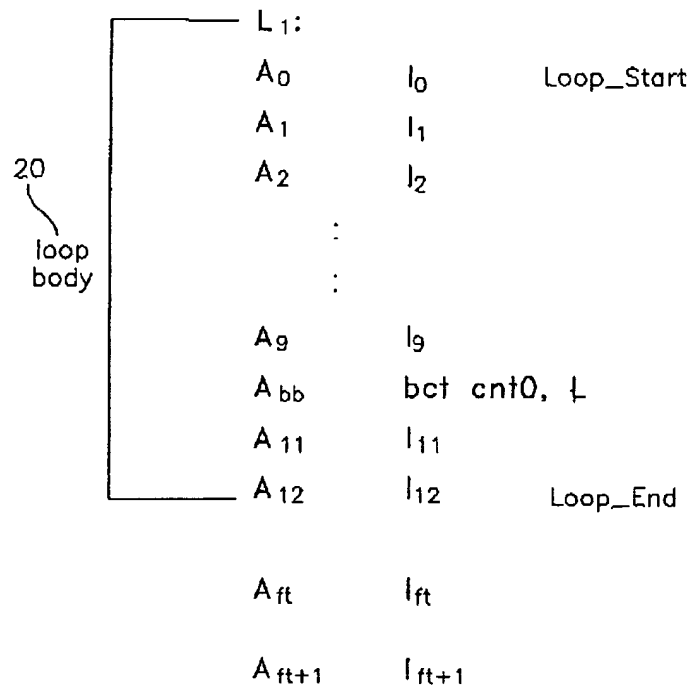 L1:
A0 I0 Loop_Start
A1 I1
A2 I2
20
loop
body
:
:
A9 I9
Abb bct cnt0, L
A11 I11
A12 I12 Loop_End
Aft Ift
Aft+1 Ift+1